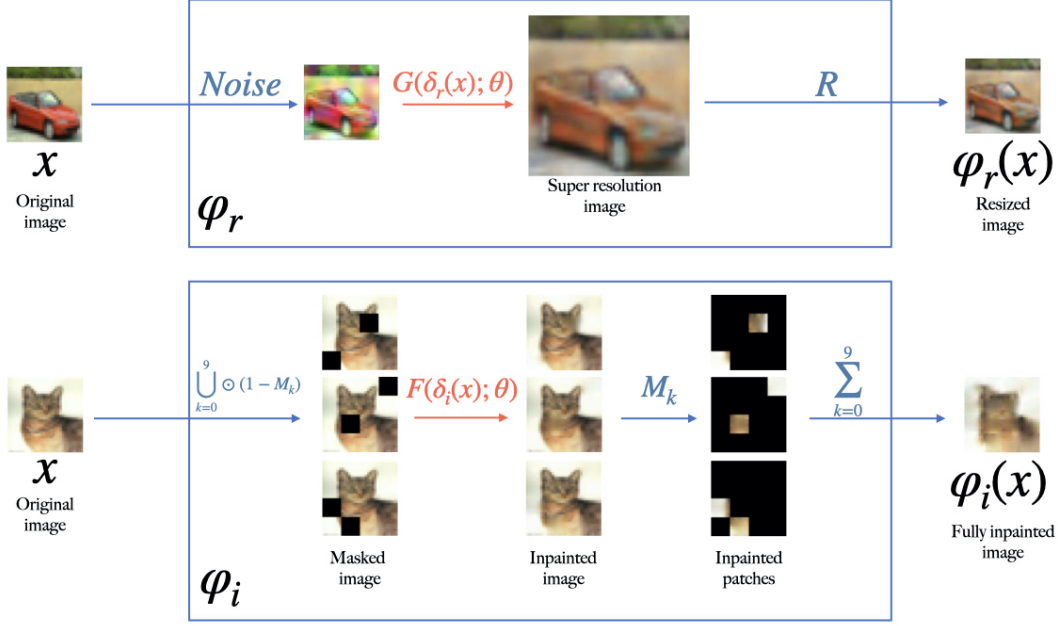 Noise
G(δᵣ(x); θ)
R
x
Original
image
φᵣ
Super resolution
image
φᵣ(x)
Resized
image
9
⋃ ⊙ (1 − Mₖ)
k=0
F(δᵢ(x); θ)
Mₖ
9
∑
k=0
x
Original
image
φᵢ
Masked
image
Inpainted
image
Inpainted
patches
φᵢ(x)
Fully inpainted
image